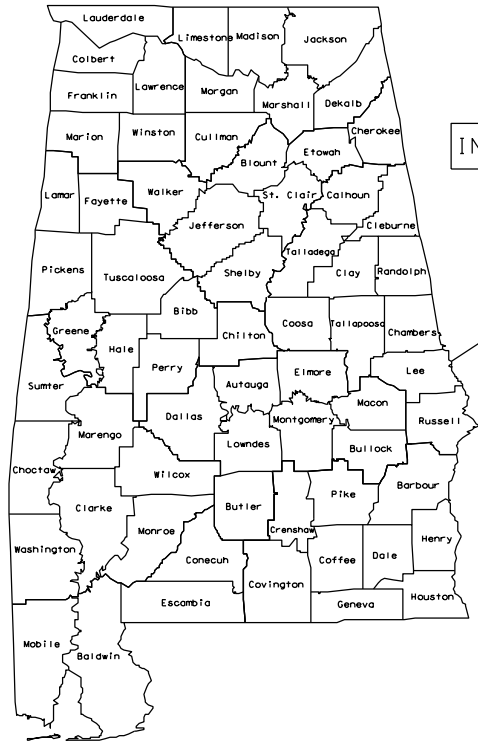 Lauderdale
Limestone
Madison
Jackson
Colbert
Lawrence
Morgan
Franklin
Marshall
Dekalb
Marion
Winston
Cullman
Cherokee
Blount
Etowah
IN
Lamar
Fayette
Walker
St. Clair
Calhoun
Jefferson
Cleburne
Pickens
Tuscaloosa
Shelby
Talladega
Clay
Randolph
Bibb
Greene
Hale
Chilton
Coosa
Tallapoosa
Chambers
Perry
Sumter
Autauga
Elmore
Lee
Macon
Dallas
Montgomery
Russell
Marengo
Lowndes
Bullock
Choctaw
Wilcox
Barbour
Clarke
Butler
Pike
Monroe
Crenshaw
Washington
Conecuh
Coffee
Dale
Henry
Covington
Escambia
Geneva
Houston
Mobile
Baldwin